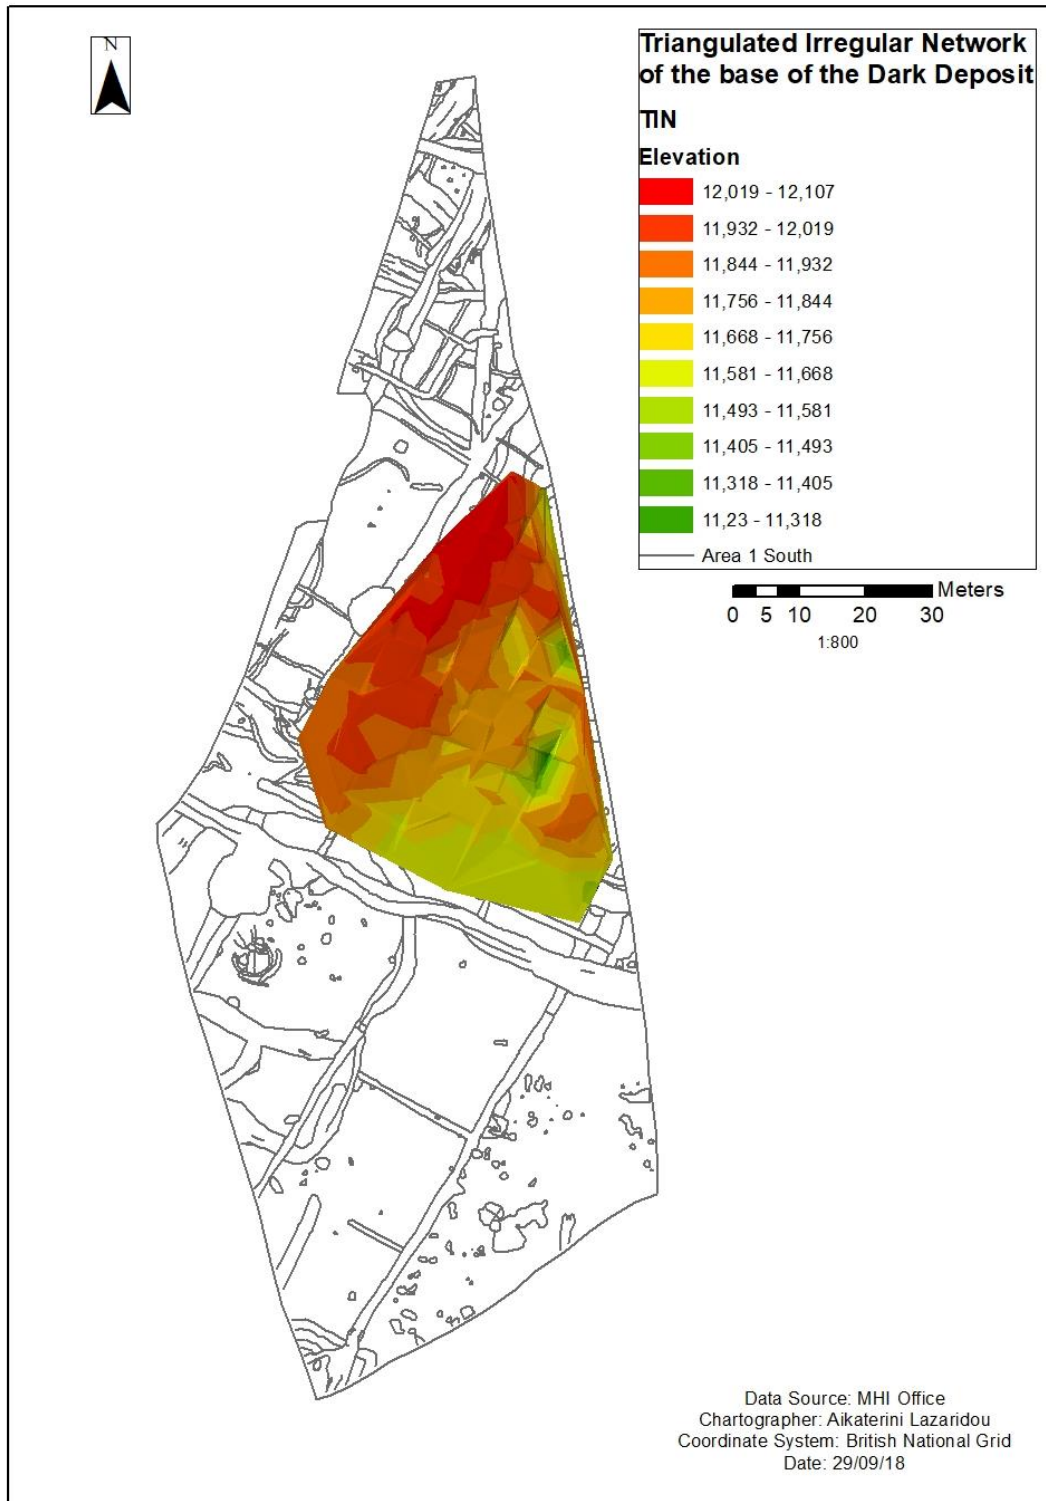 N
Triangulated Irregular Network
of the base of the Dark Deposit
TIN
Elevation
12,019 - 12,107
11,932 - 12,019
11,844 - 11,932
11,756 - 11,844
11,668 - 11,756
11,581 - 11,668
11,493 - 11,581
11,405 - 11,493
11,318 - 11,405
11,23 - 11,318
Area 1 South
Meters
0 5 10 20 30
1:800
Data Source: MHI Office
Chartographer: Aikaterini Lazaridou
Coordinate System: British National Grid
Date: 29/09/18